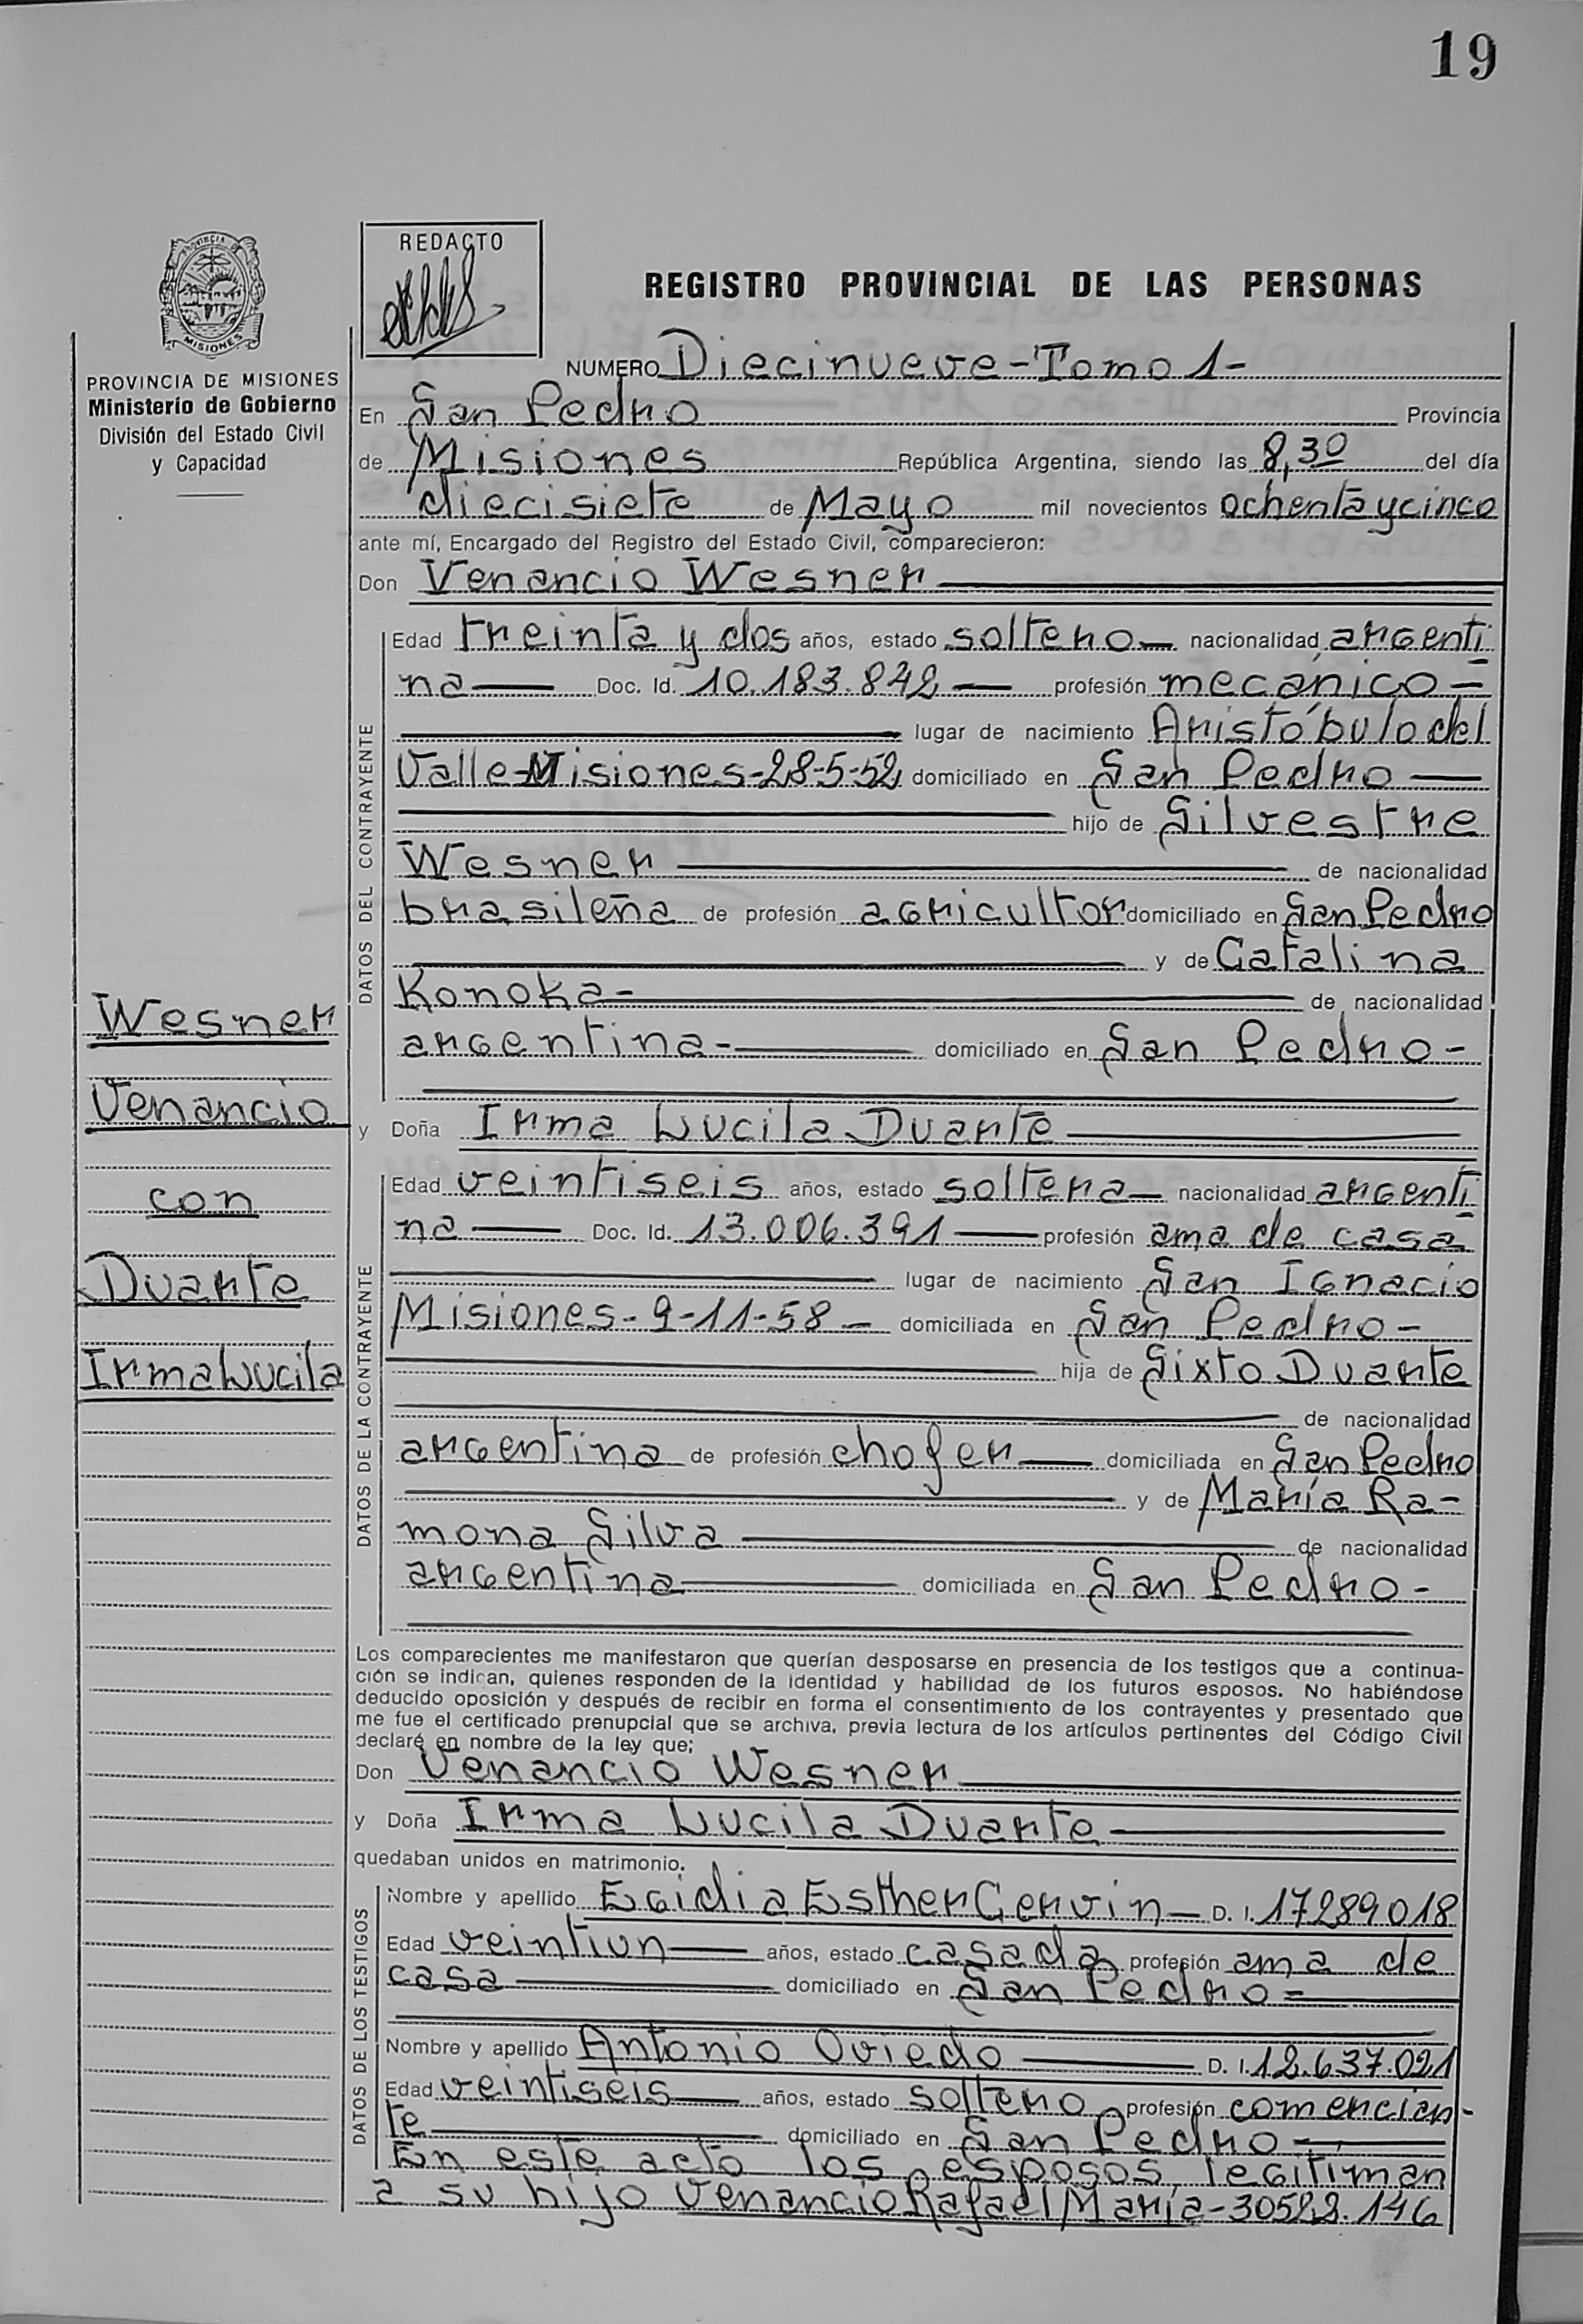 19
REDACTO
REGISTRO PROVINCIAL DE LAS PERSONAS
PROVINCIA DE MISIONES
Ministerio de Gobierno
División del Estado Civil
y Capacidad
NUMERO Diecinueve - Tomo 1 -
En San Pedro Provincia
de Misiones República Argentina, siendo las 8,30 del día
diecisiete de Mayo mil novecientos ochenta y cinco
ante mí, Encargado del Registro del Estado Civil, comparecieron:
Don Venancio Wesner
DATOS DEL CONTRAYENTE
Edad treinta y dos años, estado soltero - nacionalidad argenti
na - Doc. Id. 10.183.842 - profesión mecánico -
lugar de nacimiento Aristóbulo del
Valle - Misiones - 28-5-52 domiciliado en San Pedro -
hijo de Silvestre
Wesner de nacionalidad
brasileña de profesión agricultor domiciliado en San Pedro
y de Catalina
Konoka - de nacionalidad
argentina - domiciliado en San Pedro -
Wesner
Venancio
con
Duarte
Irma Lucila
y Doña Irma Lucila Duarte
DATOS DE LA CONTRAYENTE
Edad veintiseis años, estado soltera - nacionalidad argenti
na - Doc. Id. 13.006.391 - profesión ama de casa
lugar de nacimiento San Ignacio
Misiones - 9-11-58 - domiciliada en San Pedro -
hija de Sixto Duarte
de nacionalidad
argentina de profesión chofer - domiciliada en San Pedro
y de María Ra-
mona Silva de nacionalidad
argentina domiciliada en San Pedro -
Los comparecientes me manifestaron que querían desposarse en presencia de los testigos que a continua-
ción se indican, quienes responden de la identidad y habilidad de los futuros esposos. No habiéndose
deducido oposición y después de recibir en forma el consentimiento de los contrayentes y presentado que
me fue el certificado prenupcial que se archiva, previa lectura de los artículos pertinentes del Código Civil
declaré en nombre de la ley que;
Don Venancio Wesner
y Doña Irma Lucila Duarte
quedaban unidos en matrimonio.
DATOS DE LOS TESTIGOS
Nombre y apellido Egidia Esther Gervin - D. I. 17289018
Edad veintiun años, estado casada profesión ama de
casa domiciliado en San Pedro -
Nombre y apellido Antonio Oviedo D. I. 12.637.021
Edad veintiseis años, estado soltero profesión comercian-
te domiciliado en San Pedro -
En este acto los esposos legitiman
a su hijo Venancio Rafael María - 30522.146